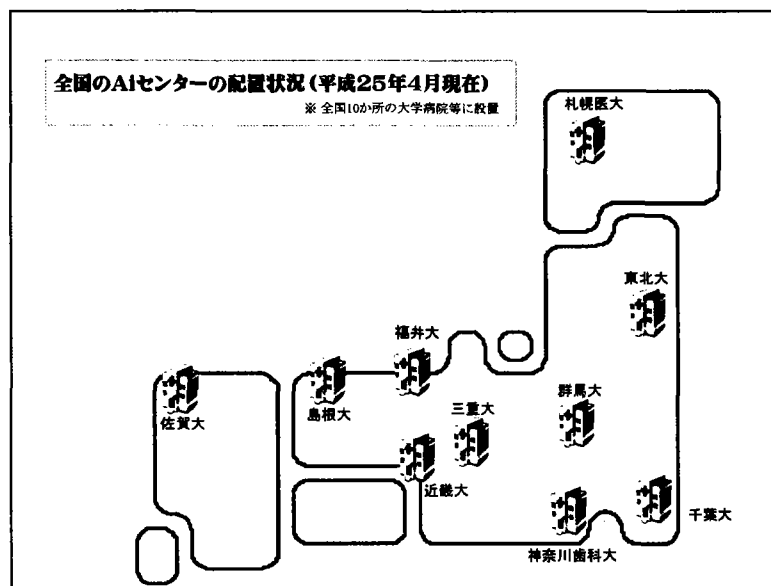 全国のAiセンターの配置状況(平成25年4月現在)
※ 全国10か所の大学病院等に設置
札幌医大
東北大
福井大
島根大
佐賀大
三重大
群馬大
近畿大
千葉大
神奈川歯科大